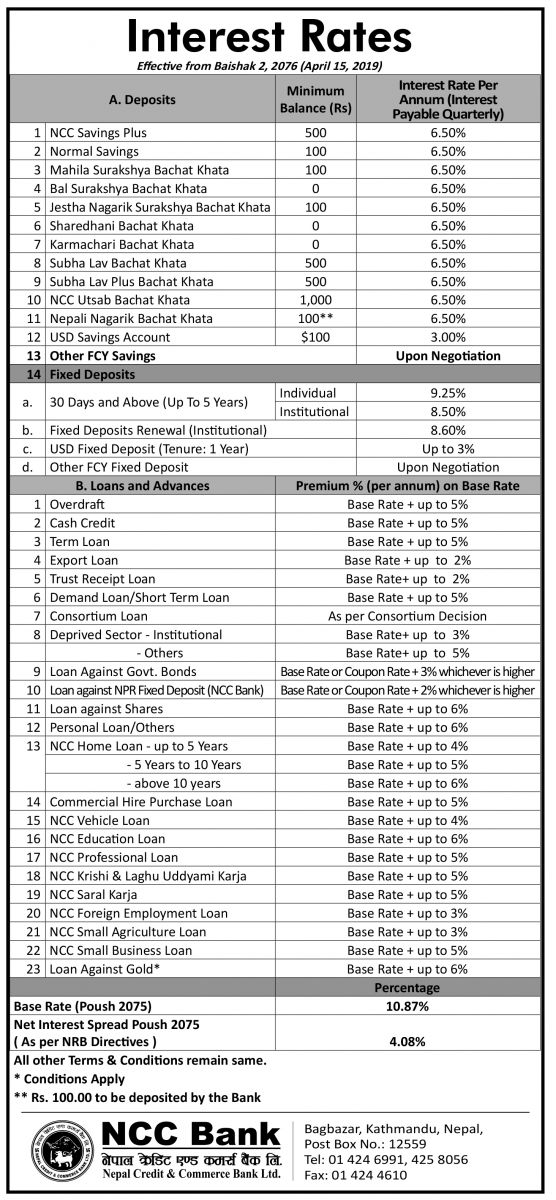 Interest Rates
Effective from Baishak 2, 2076 (April 15, 2019)
A. Deposits Minimum Balance (Rs) Interest Rate Per Annum (Interest Payable Quarterly)
1 NCC Savings Plus 500 6.50%
2 Normal Savings 100 6.50%
3 Mahila Surakshya Bachat Khata 100 6.50%
4 Bal Surakshya Bachat Khata 0 6.50%
5 Jestha Nagarik Surakshya Bachat Khata 100 6.50%
6 Sharedhani Bachat Khata 0 6.50%
7 Karmachari Bachat Khata 0 6.50%
8 Subha Lav Bachat Khata 500 6.50%
9 Subha Lav Plus Bachat Khata 500 6.50%
10 NCC Utsab Bachat Khata 1,000 6.50%
11 Nepali Nagarik Bachat Khata 100** 6.50%
12 USD Savings Account $100 3.00%
13 Other FCY Savings Upon Negotiation
14 Fixed Deposits
a. 30 Days and Above (Up To 5 Years) Individual 9.25%
Institutional 8.50%
b. Fixed Deposits Renewal (Institutional) 8.60%
c. USD Fixed Deposit (Tenure: 1 Year) Up to 3%
d. Other FCY Fixed Deposit Upon Negotiation
B. Loans and Advances Premium % (per annum) on Base Rate
1 Overdraft Base Rate + up to 5%
2 Cash Credit Base Rate + up to 5%
3 Term Loan Base Rate + up to 5%
4 Export Loan Base Rate + up to 2%
5 Trust Receipt Loan Base Rate+ up to 2%
6 Demand Loan/Short Term Loan Base Rate + up to 5%
7 Consortium Loan As per Consortium Decision
8 Deprived Sector - Institutional Base Rate+ up to 3%
- Others Base Rate+ up to 5%
9 Loan Against Govt. Bonds Base Rate or Coupon Rate + 3% whichever is higher
10 Loan against NPR Fixed Deposit (NCC Bank) Base Rate or Coupon Rate + 2% whichever is higher
11 Loan against Shares Base Rate + up to 6%
12 Personal Loan/Others Base Rate + up to 6%
13 NCC Home Loan - up to 5 Years Base Rate + up to 4%
- 5 Years to 10 Years Base Rate + up to 5%
- above 10 years Base Rate + up to 6%
14 Commercial Hire Purchase Loan Base Rate + up to 5%
15 NCC Vehicle Loan Base Rate + up to 4%
16 NCC Education Loan Base Rate + up to 6%
17 NCC Professional Loan Base Rate + up to 5%
18 NCC Krishi & Laghu Uddyami Karja Base Rate + up to 5%
19 NCC Saral Karja Base Rate + up to 5%
20 NCC Foreign Employment Loan Base Rate + up to 3%
21 NCC Small Agriculture Loan Base Rate + up to 3%
22 NCC Small Business Loan Base Rate + up to 5%
23 Loan Against Gold* Base Rate + up to 6%
Percentage
Base Rate (Poush 2075) 10.87%
Net Interest Spread Poush 2075
( As per NRB Directives ) 4.08%
All other Terms & Conditions remain same.
* Conditions Apply
** Rs. 100.00 to be deposited by the Bank
NCC Bank
नेपाल क्रेडिट एण्ड कमर्स बैंक लि.
Nepal Credit & Commerce Bank Ltd.
Bagbazar, Kathmandu, Nepal,
Post Box No.: 12559
Tel: 01 424 6991, 425 8056
Fax: 01 424 4610